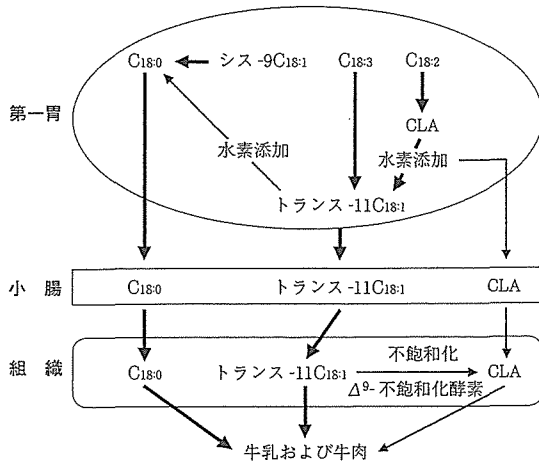 C18:0 シス-9C18:1 C18:3 C18:2
第一胃
CLA
水素添加 水素添加
トランス-11C18:1
小腸 C18:0 トランス-11C18:1 CLA
不飽和化
組織 C18:0 トランス-11C18:1 CLA
Δ⁹-不飽和化酵素
牛乳および牛肉